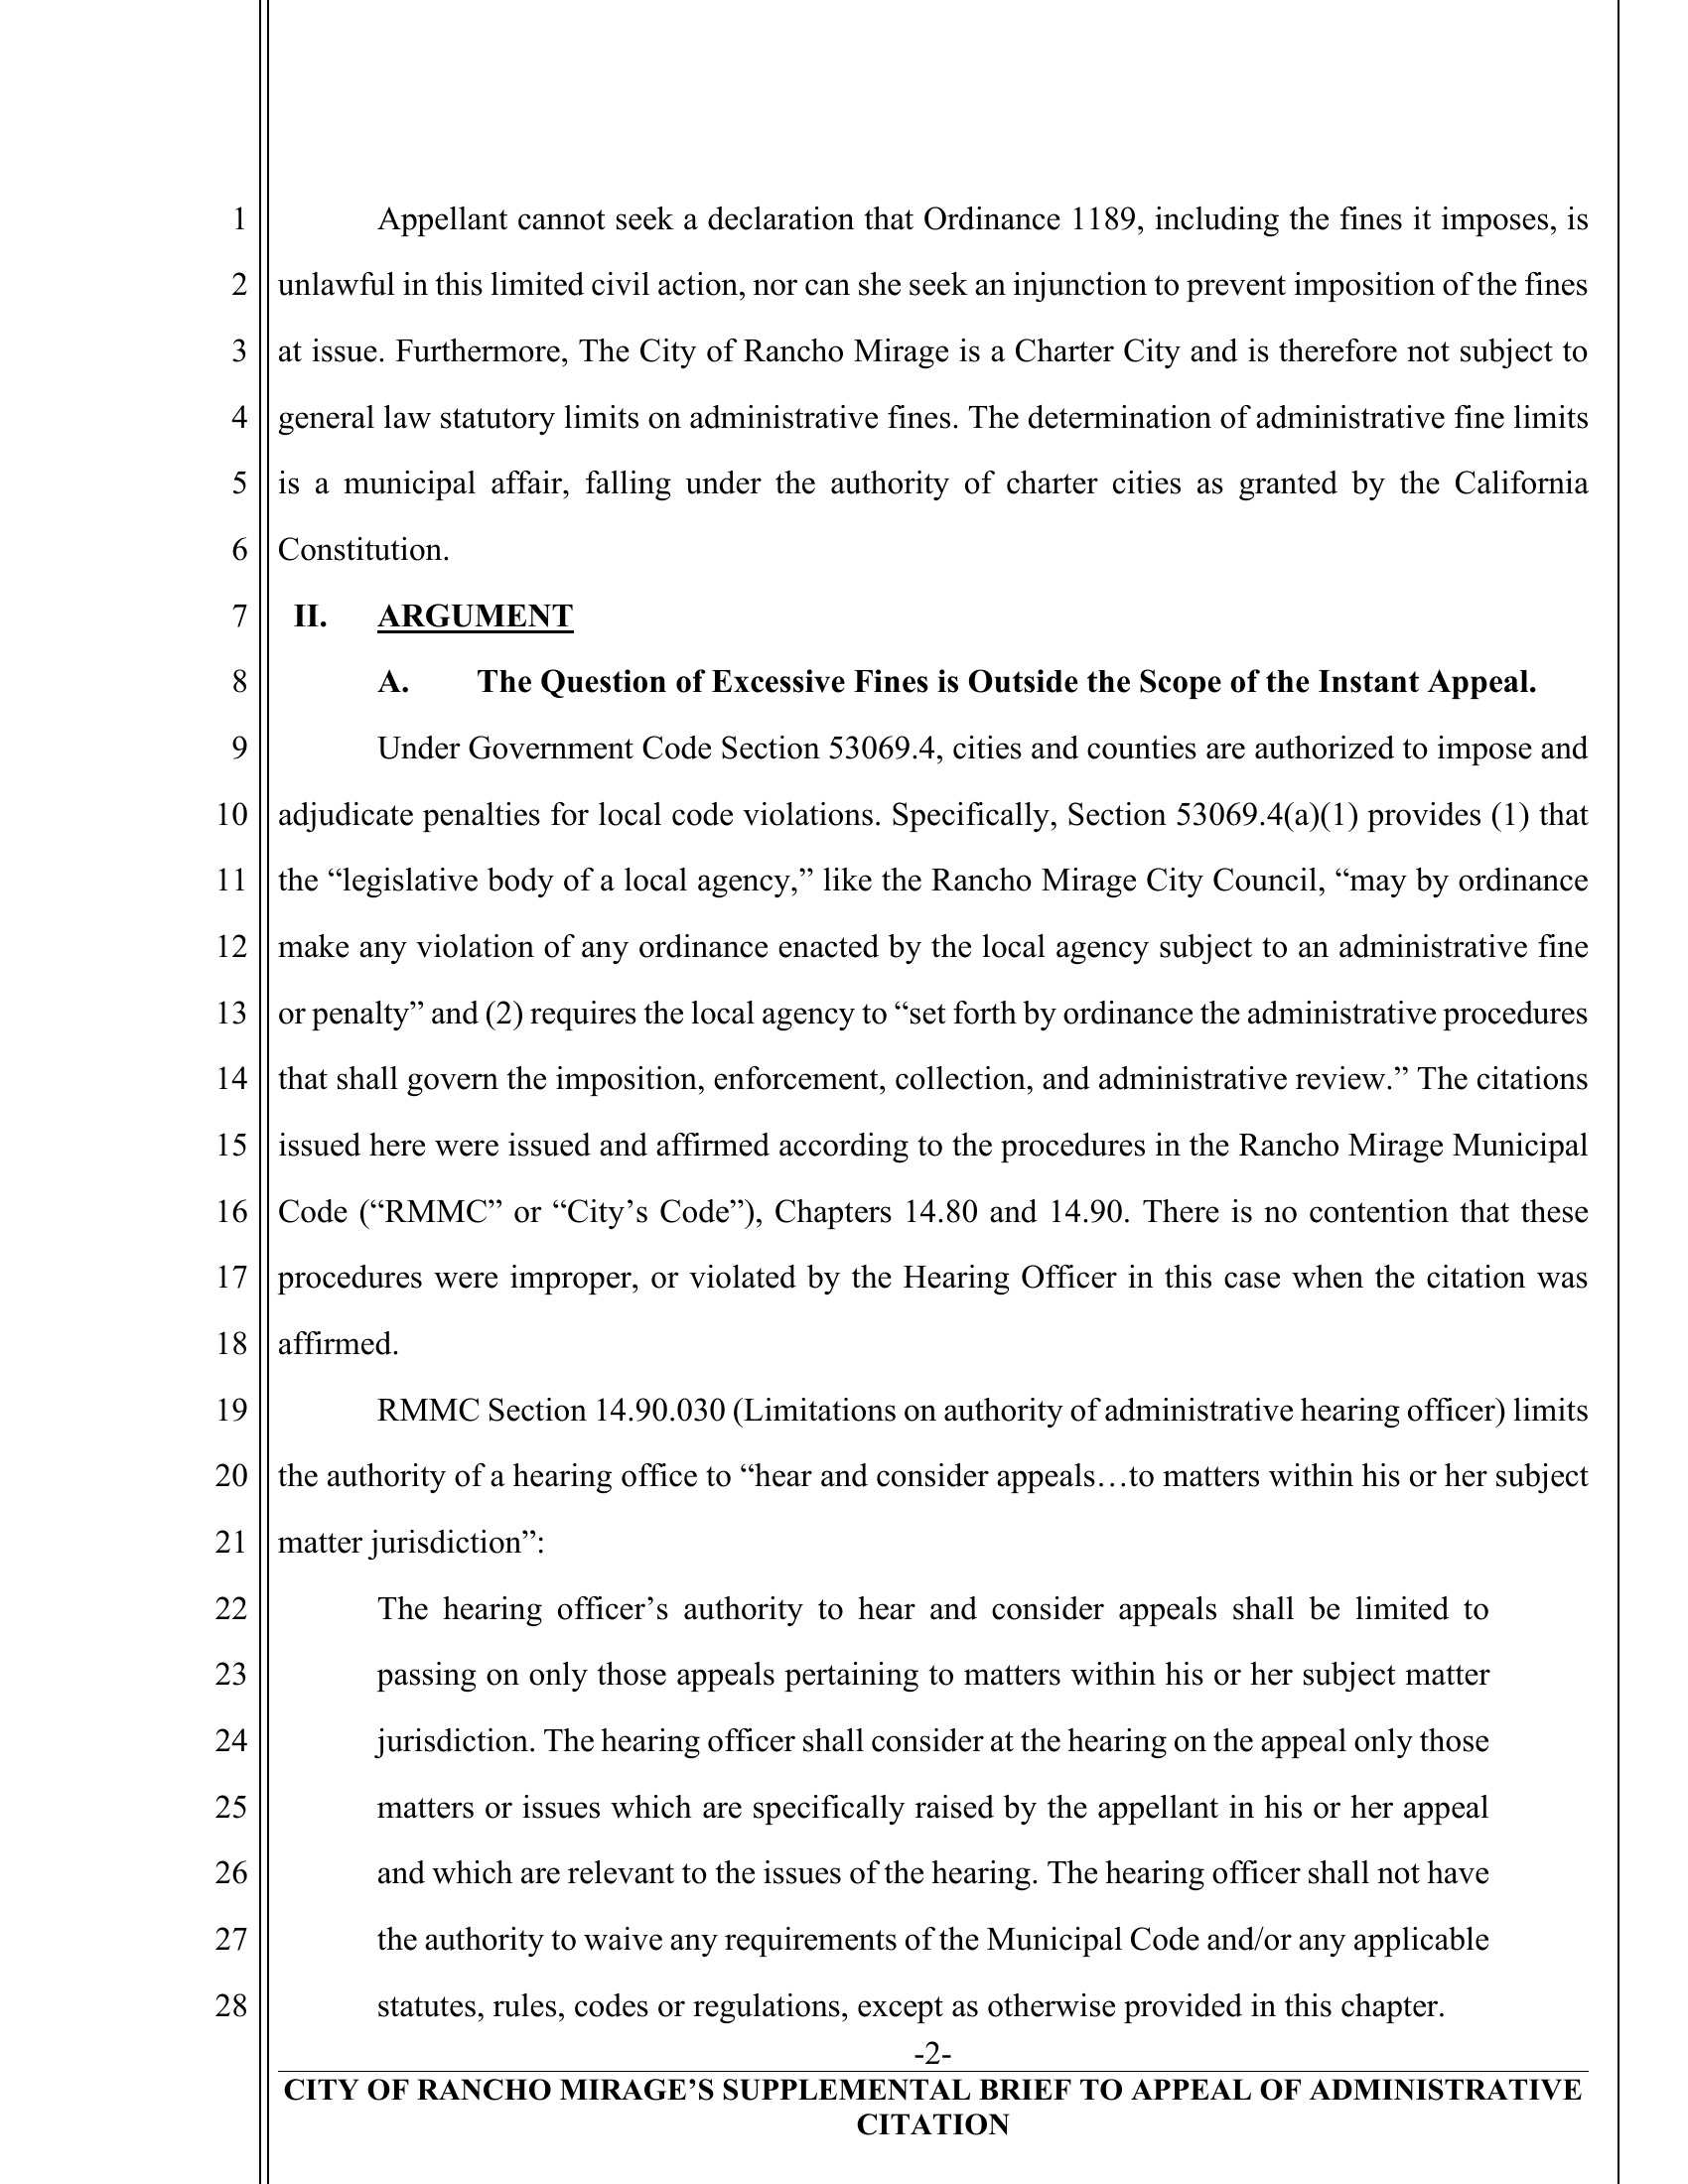 1 Appellant cannot seek a declaration that Ordinance 1189, including the fines it imposes, is
2 unlawful in this limited civil action, nor can she seek an injunction to prevent imposition of the fines
3 at issue. Furthermore, The City of Rancho Mirage is a Charter City and is therefore not subject to
4 general law statutory limits on administrative fines. The determination of administrative fine limits
5 is a municipal affair, falling under the authority of charter cities as granted by the California
6 Constitution.
7 II. ARGUMENT
8 A. The Question of Excessive Fines is Outside the Scope of the Instant Appeal.
9 Under Government Code Section 53069.4, cities and counties are authorized to impose and
10 adjudicate penalties for local code violations. Specifically, Section 53069.4(a)(1) provides (1) that
11 the “legislative body of a local agency,” like the Rancho Mirage City Council, “may by ordinance
12 make any violation of any ordinance enacted by the local agency subject to an administrative fine
13 or penalty” and (2) requires the local agency to “set forth by ordinance the administrative procedures
14 that shall govern the imposition, enforcement, collection, and administrative review.” The citations
15 issued here were issued and affirmed according to the procedures in the Rancho Mirage Municipal
16 Code (“RMMC” or “City’s Code”), Chapters 14.80 and 14.90. There is no contention that these
17 procedures were improper, or violated by the Hearing Officer in this case when the citation was
18 affirmed.
19 RMMC Section 14.90.030 (Limitations on authority of administrative hearing officer) limits
20 the authority of a hearing office to “hear and consider appeals…to matters within his or her subject
21 matter jurisdiction”:
22 The hearing officer’s authority to hear and consider appeals shall be limited to
23 passing on only those appeals pertaining to matters within his or her subject matter
24 jurisdiction. The hearing officer shall consider at the hearing on the appeal only those
25 matters or issues which are specifically raised by the appellant in his or her appeal
26 and which are relevant to the issues of the hearing. The hearing officer shall not have
27 the authority to waive any requirements of the Municipal Code and/or any applicable
28 statutes, rules, codes or regulations, except as otherwise provided in this chapter.
-2-
CITY OF RANCHO MIRAGE’S SUPPLEMENTAL BRIEF TO APPEAL OF ADMINISTRATIVE
CITATION